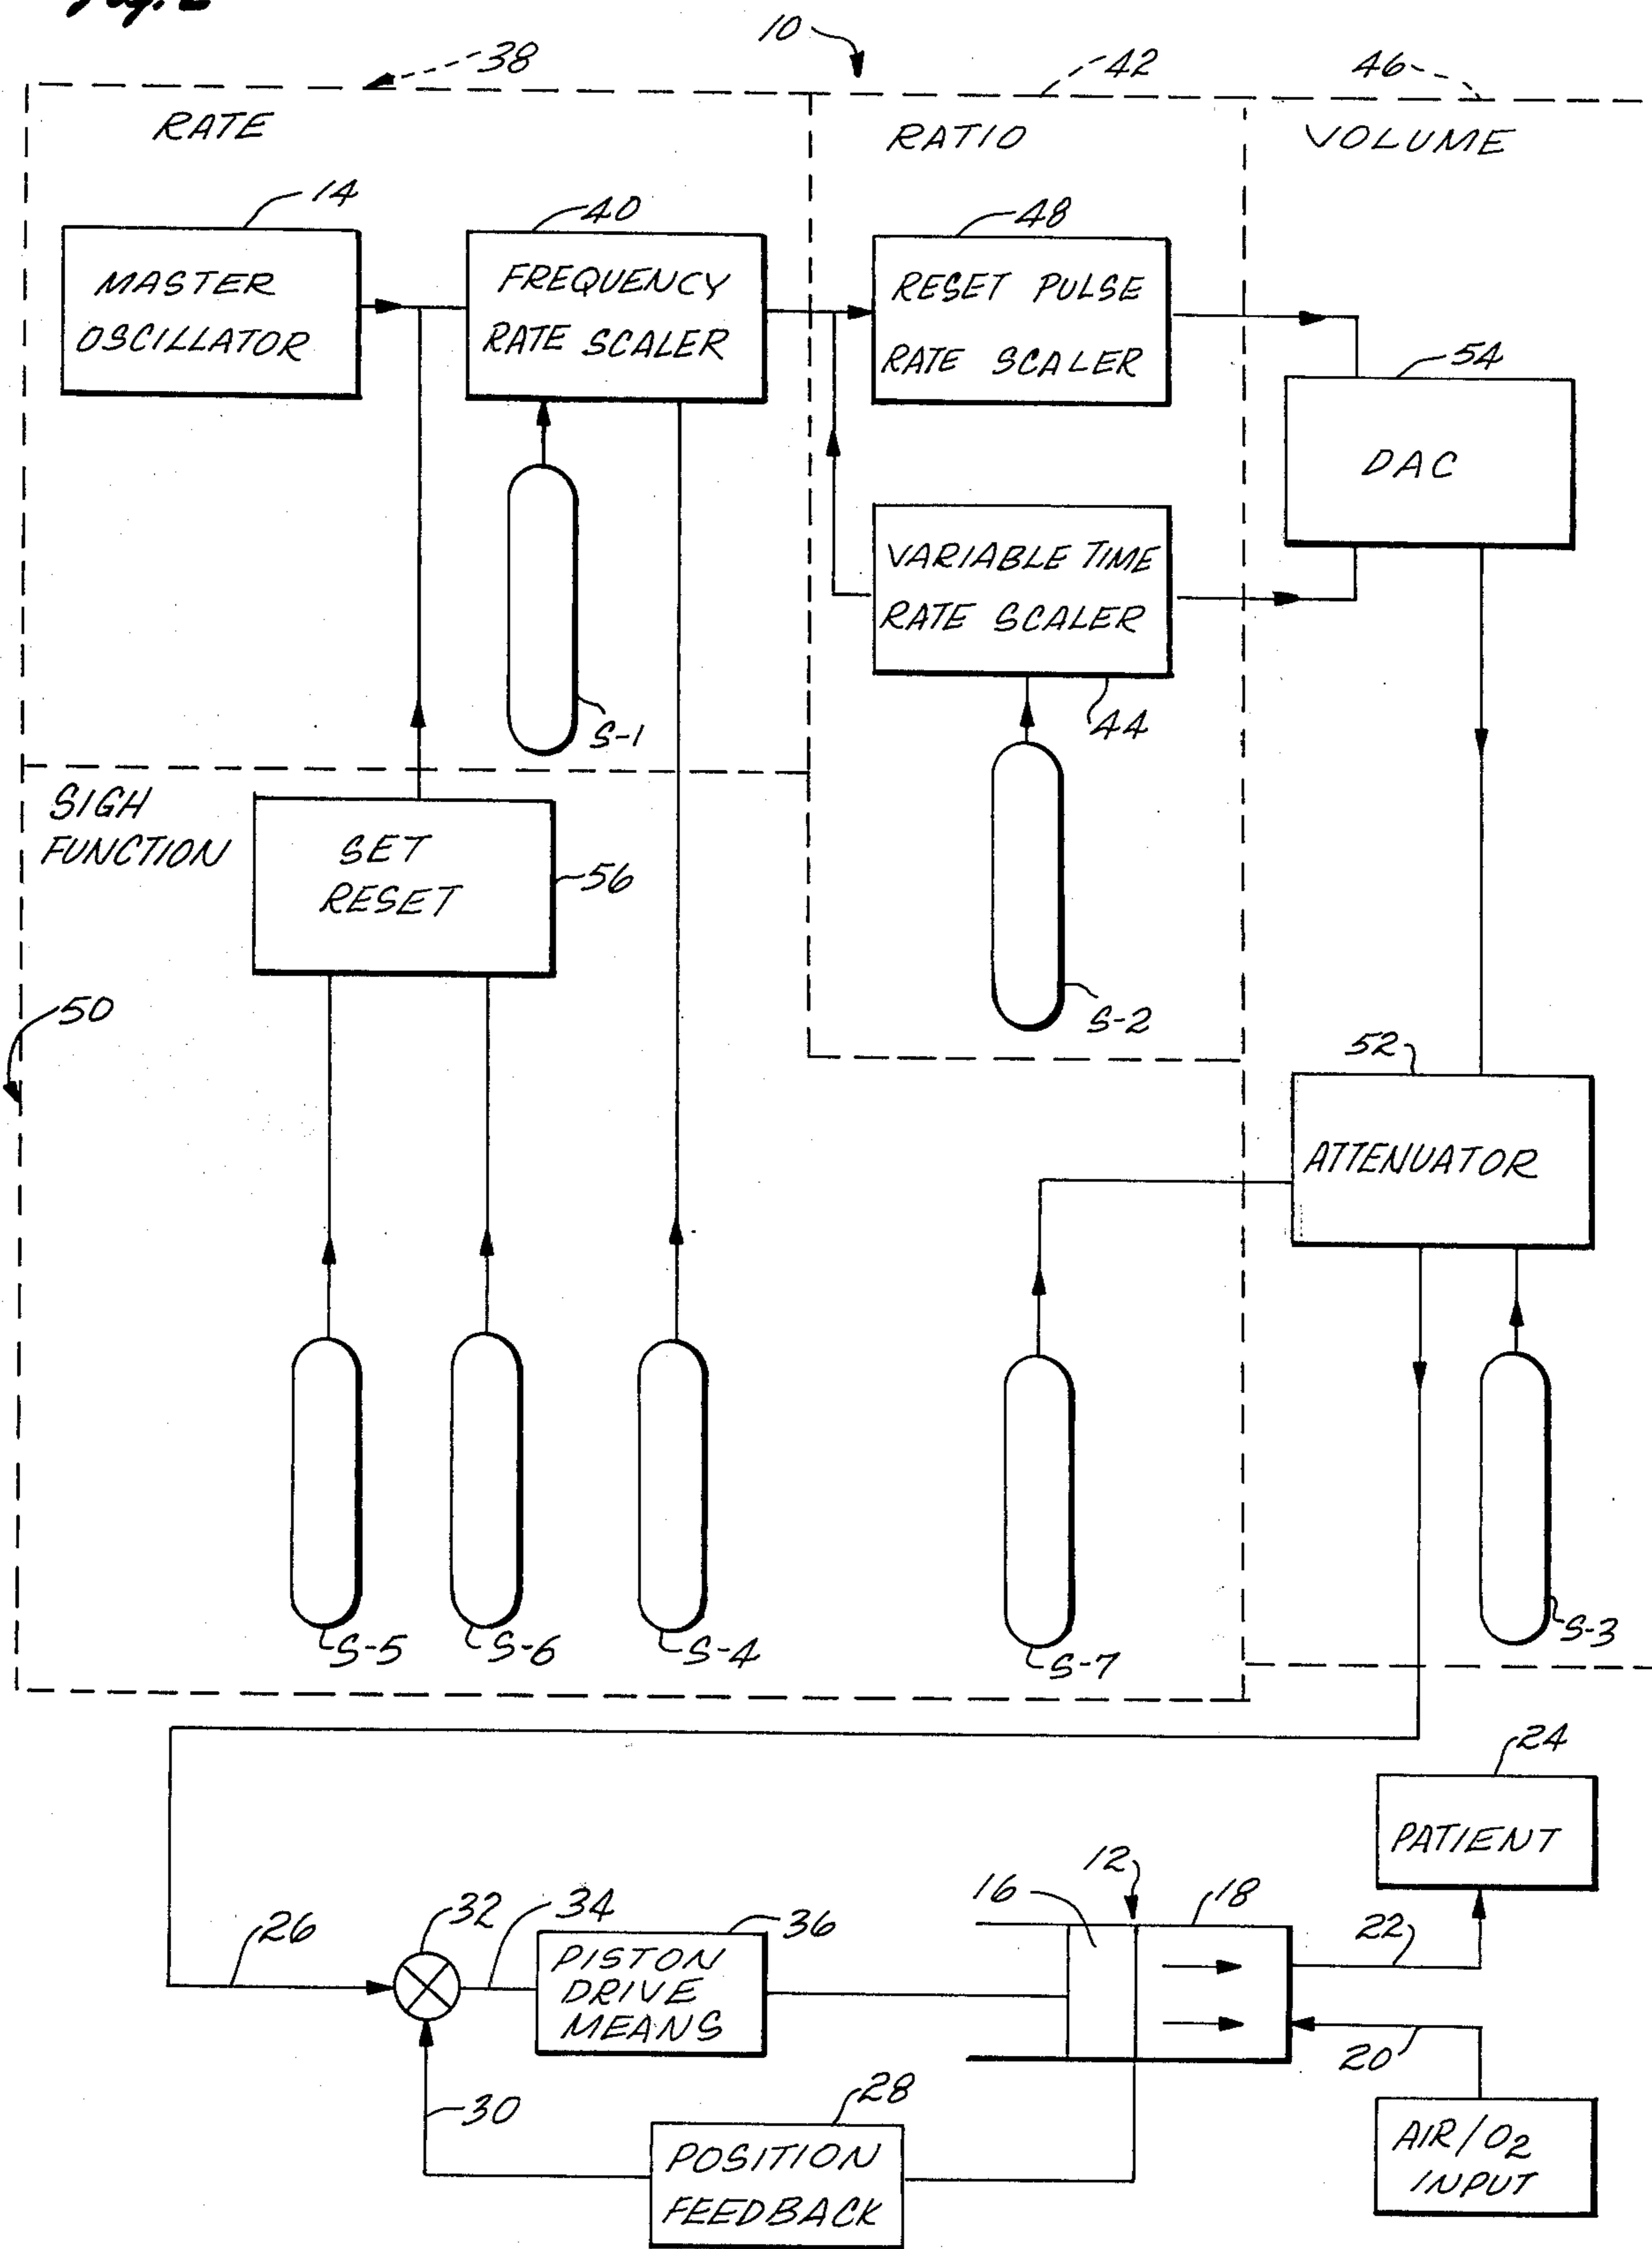 Fig. 2
10
38
42
46
RATE
RATIO
VOLUME
14
40
48
MASTER
OSCILLATOR
FREQUENCY
RATE SCALER
RESET PULSE
RATE SCALER
54
DAC
VARIABLE TIME
RATE SCALER
S-1
44
SIGH
FUNCTION
SET
RESET
56
50
S-2
52
ATTENUATOR
S-5
S-6
S-4
S-7
S-3
24
PATIENT
12
16
18
32
34
36
26
22
PISTON
DRIVE
MEANS
20
30
28
POSITION
FEEDBACK
AIR/O2
INPUT